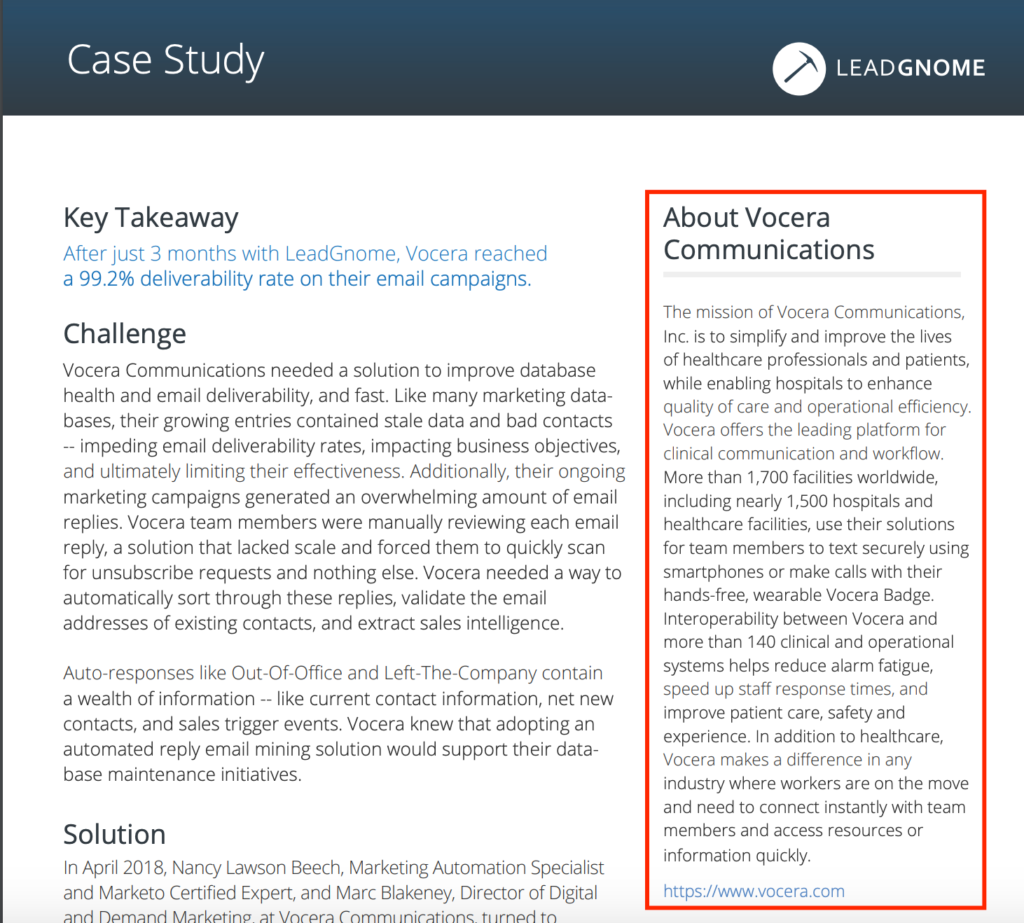 Case Study
LEADGNOME
Key Takeaway
After just 3 months with LeadGnome, Vocera reached
a 99.2% deliverability rate on their email campaigns.
Challenge
Vocera Communications needed a solution to improve database
health and email deliverability, and fast. Like many marketing data-
bases, their growing entries contained stale data and bad contacts
-- impeding email deliverability rates, impacting business objectives,
and ultimately limiting their effectiveness. Additionally, their ongoing
marketing campaigns generated an overwhelming amount of email
replies. Vocera team members were manually reviewing each email
reply, a solution that lacked scale and forced them to quickly scan
for unsubscribe requests and nothing else. Vocera needed a way to
automatically sort through these replies, validate the email
addresses of existing contacts, and extract sales intelligence.
Auto-responses like Out-Of-Office and Left-The-Company contain
a wealth of information -- like current contact information, net new
contacts, and sales trigger events. Vocera knew that adopting an
automated reply email mining solution would support their data-
base maintenance initiatives.
Solution
In April 2018, Nancy Lawson Beech, Marketing Automation Specialist
and Marketo Certified Expert, and Marc Blakeney, Director of Digital
and Demand Marketing, at Vocera Communications, turned to
About Vocera
Communications
The mission of Vocera Communications,
Inc. is to simplify and improve the lives
of healthcare professionals and patients,
while enabling hospitals to enhance
quality of care and operational efficiency.
Vocera offers the leading platform for
clinical communication and workflow.
More than 1,700 facilities worldwide,
including nearly 1,500 hospitals and
healthcare facilities, use their solutions
for team members to text securely using
smartphones or make calls with their
hands-free, wearable Vocera Badge.
Interoperability between Vocera and
more than 140 clinical and operational
systems helps reduce alarm fatigue,
speed up staff response times, and
improve patient care, safety and
experience. In addition to healthcare,
Vocera makes a difference in any
industry where workers are on the move
and need to connect instantly with team
members and access resources or
information quickly.
https://www.vocera.com